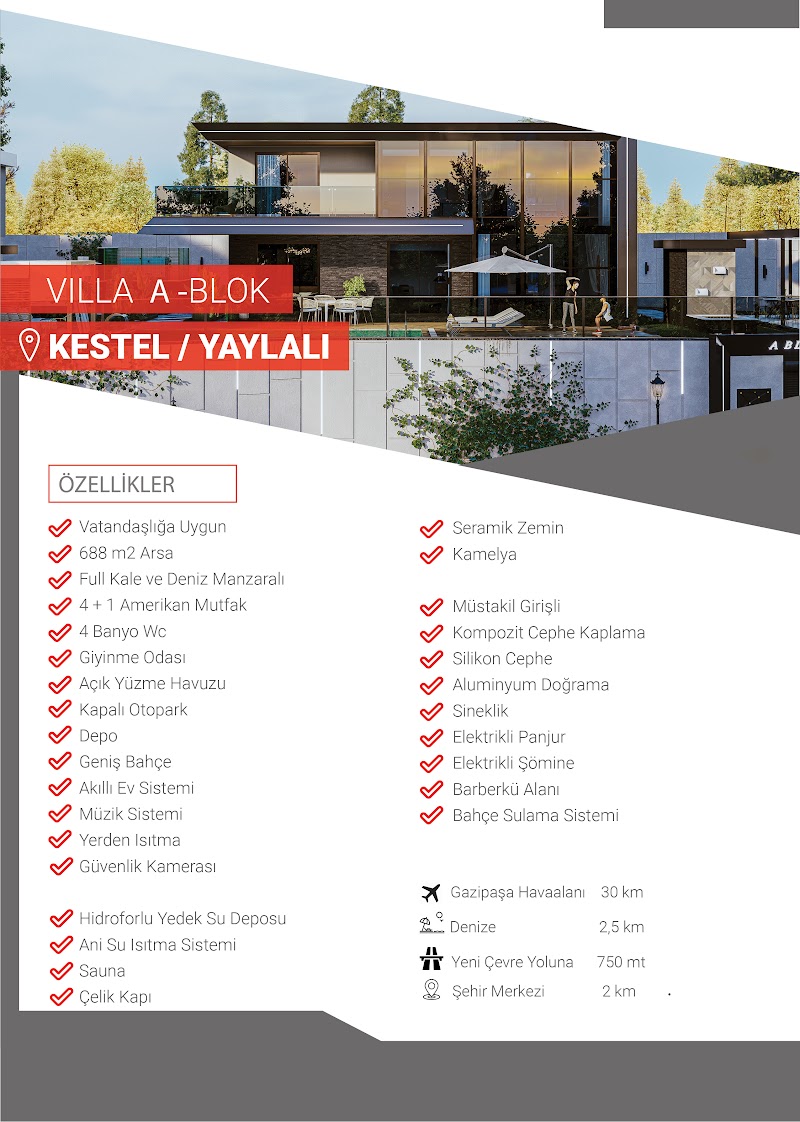 VILLA A -BLOK
KESTEL / YAYLALI
A BL
ÖZELLİKLER
Vatandaşlığa Uygun
688 m2 Arsa
Full Kale ve Deniz Manzaralı
4 + 1 Amerikan Mutfak
4 Banyo Wc
Giyinme Odası
Açık Yüzme Havuzu
Kapalı Otopark
Depo
Geniş Bahçe
Akıllı Ev Sistemi
Müzik Sistemi
Yerden Isıtma
Güvenlik Kamerası
Hidroforlu Yedek Su Deposu
Ani Su Isıtma Sistemi
Sauna
Çelik Kapı
Seramik Zemin
Kamelya
Müstakil Girişli
Kompozit Cephe Kaplama
Silikon Cephe
Aluminyum Doğrama
Sineklik
Elektrikli Panjur
Elektrikli Şömine
Barberkü Alanı
Bahçe Sulama Sistemi
Gazipaşa Havaalanı 30 km
Denize 2,5 km
Yeni Çevre Yoluna 750 mt
Şehir Merkezi 2 km .